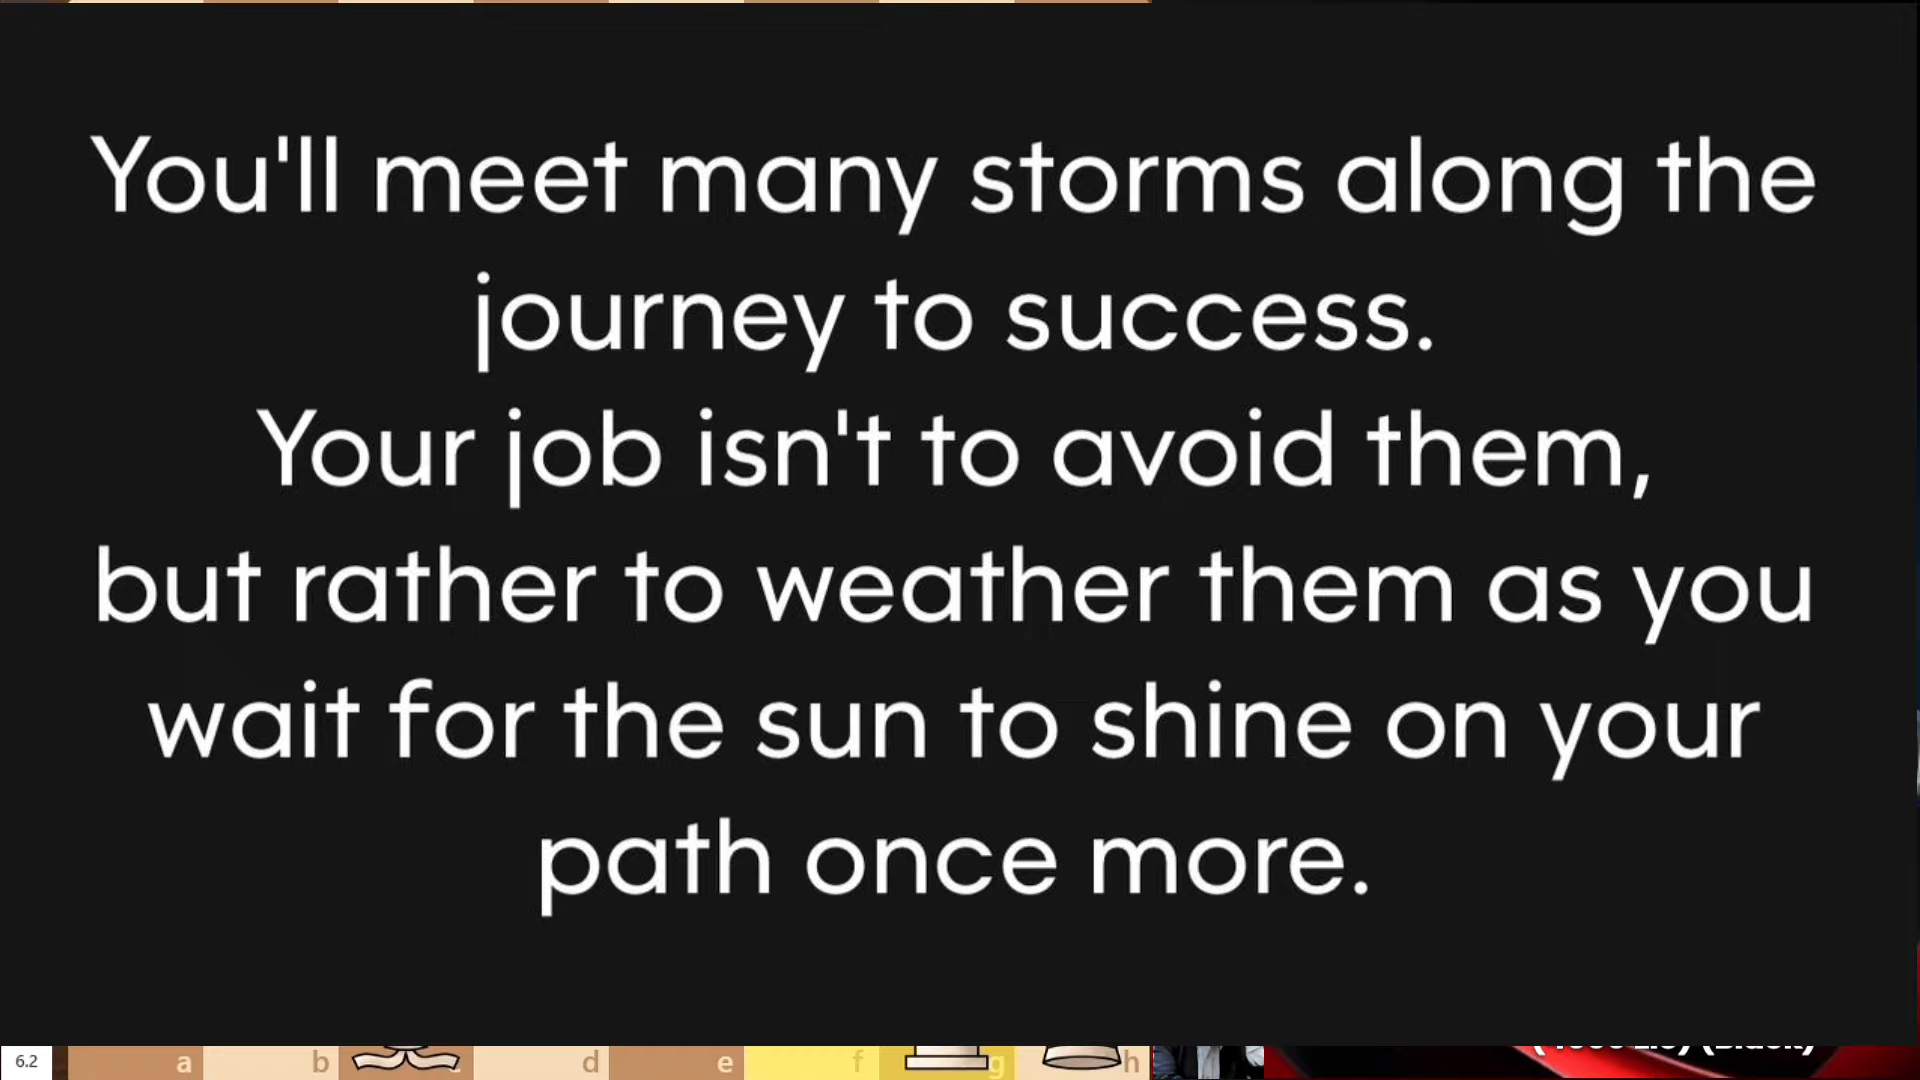 You'll meet many storms along the
journey to success.
Your job isn't to avoid them,
but rather to weather them as you
wait for the sun to shine on your
path once more.
6.2
a b d e f g h